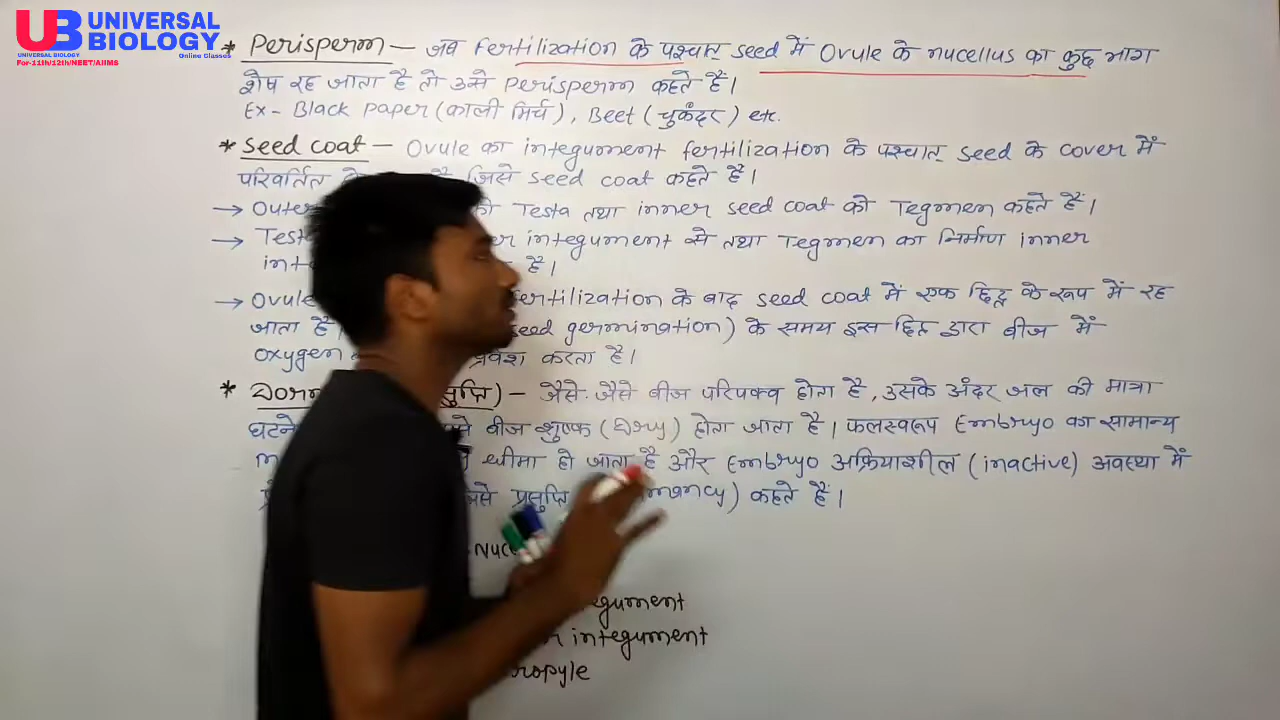 UB UNIVERSAL BIOLOGY
UNIVERSAL BIOLOGY Online Classes
For-11th/12th/NEET/AIIMS
* Perisperm — जब Fertilization के पश्चात् seed में Ovule के nucellus का कुछ भाग
शेष रह जाता है तो उसे Perisperm कहते हैं।
Ex - Black Paper (काली मिर्च), Beet (चुकंदर) etc.
* Seed coat — Ovule का integument fertilization के पश्चात् seed के cover में
परिवर्तित है जिसे seed coat कहते हैं।
→ Outer को Testa तथा inner seed coat को Tegmen कहते हैं।
→ Test integument से तथा Tegmen का निर्माण inner
inte है।
→ Ovule fertilization के बाद seed coat में एक छिद्र के रूप में रह
जाता है seed germination) के समय इस छिद्र द्वारा बीज में
oxygen प्रवेश करता है।
* Dorm सुप्ति) — जैसे-जैसे बीज परिपक्व होता है, उसके अंदर जल की मात्रा
घटने बीज शुष्क (Dry) होता जाता है। फलस्वरूप Embryo का सामान्य
m धीमा हो जाता है और Embryo अक्रियाशील (inactive) अवस्था में
जिसे प्रसुप्ति mancy) कहते हैं।
Nuc
egument
integument
ropyle